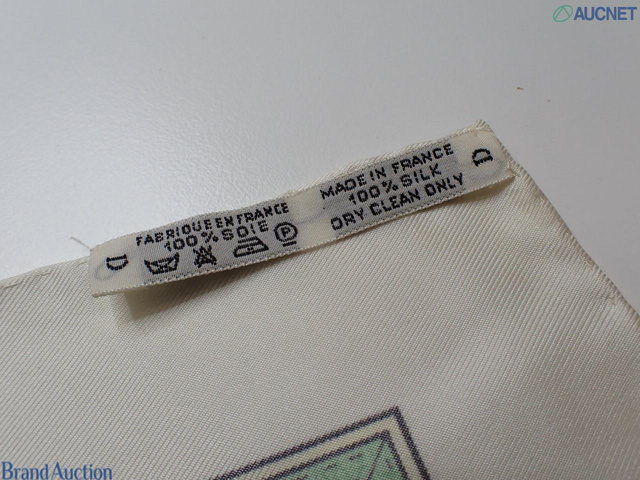 AUCNET
D
FABRIQUE EN FRANCE
100% SOIE
P
MADE IN FRANCE
100% SILK
DRY CLEAN ONLY
D
Brand Auction